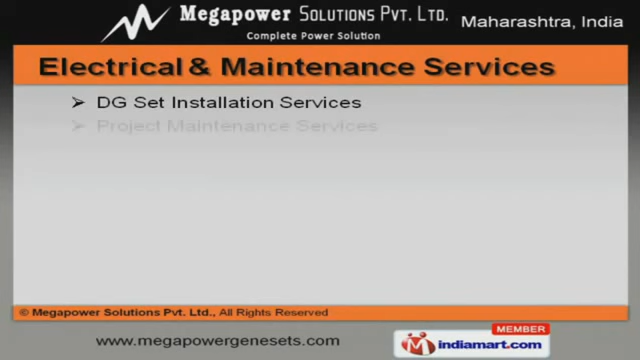 Megapower Solutions Pvt. Ltd.
Complete Power Solution
Maharashtra, India
Electrical & Maintenance Services
➢ DG Set Installation Services
➢ Project Maintenance Services
© Megapower Solutions Pvt. Ltd., All Rights Reserved
www.megapowergenesets.com
MEMBER
indiamart.com